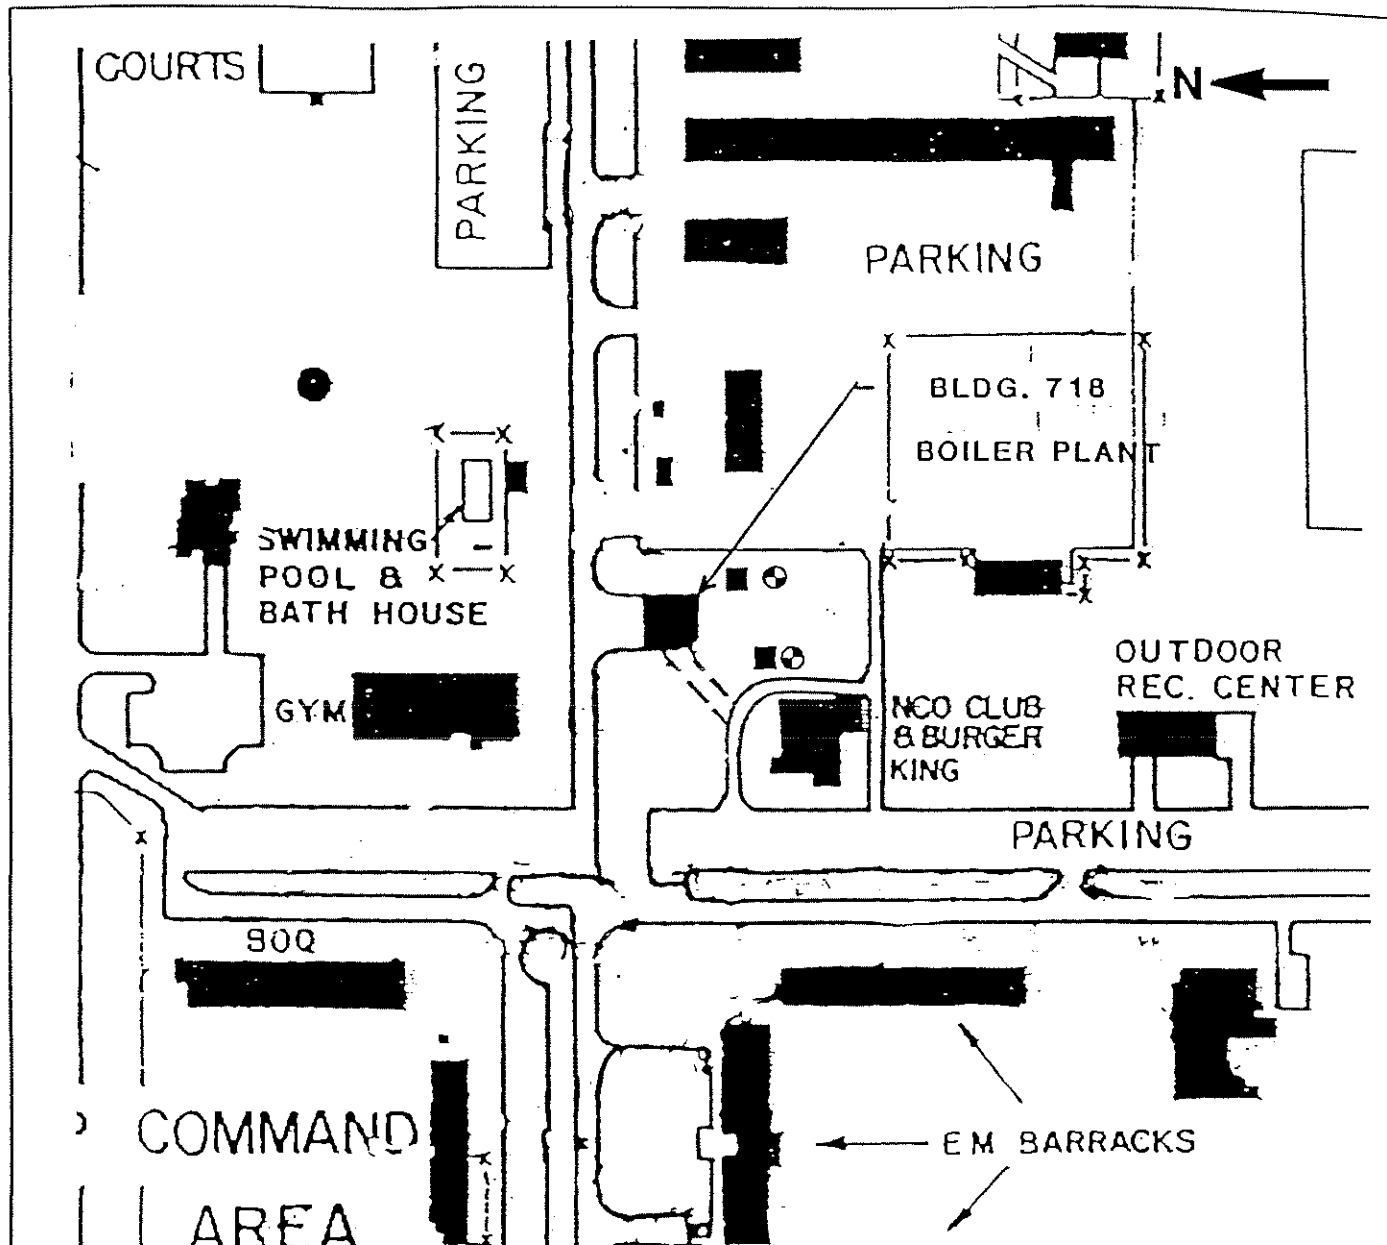 COURTS
PARKING
N
PARKING
BLDG. 718
BOILER PLANT
SWIMMING
POOL &
BATH HOUSE
OUTDOOR
REC. CENTER
GYM
NCO CLUB
& BURGER
KING
PARKING
BOQ
COMMAND
AREA
EM BARRACKS